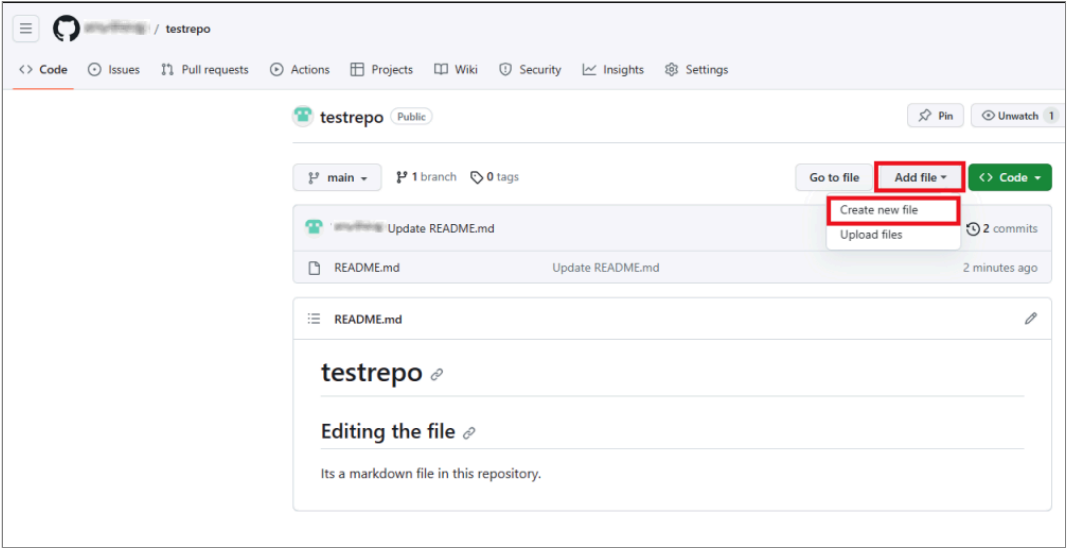 / testrepo
Code Issues Pull requests Actions Projects Wiki Security Insights Settings
testrepo Public Pin Unwatch 1
main 1 branch 0 tags Go to file Add file Code
Create new file
Update README.md 2 commits
Upload files
README.md Update README.md 2 minutes ago
README.md
testrepo
Editing the file
Its a markdown file in this repository.